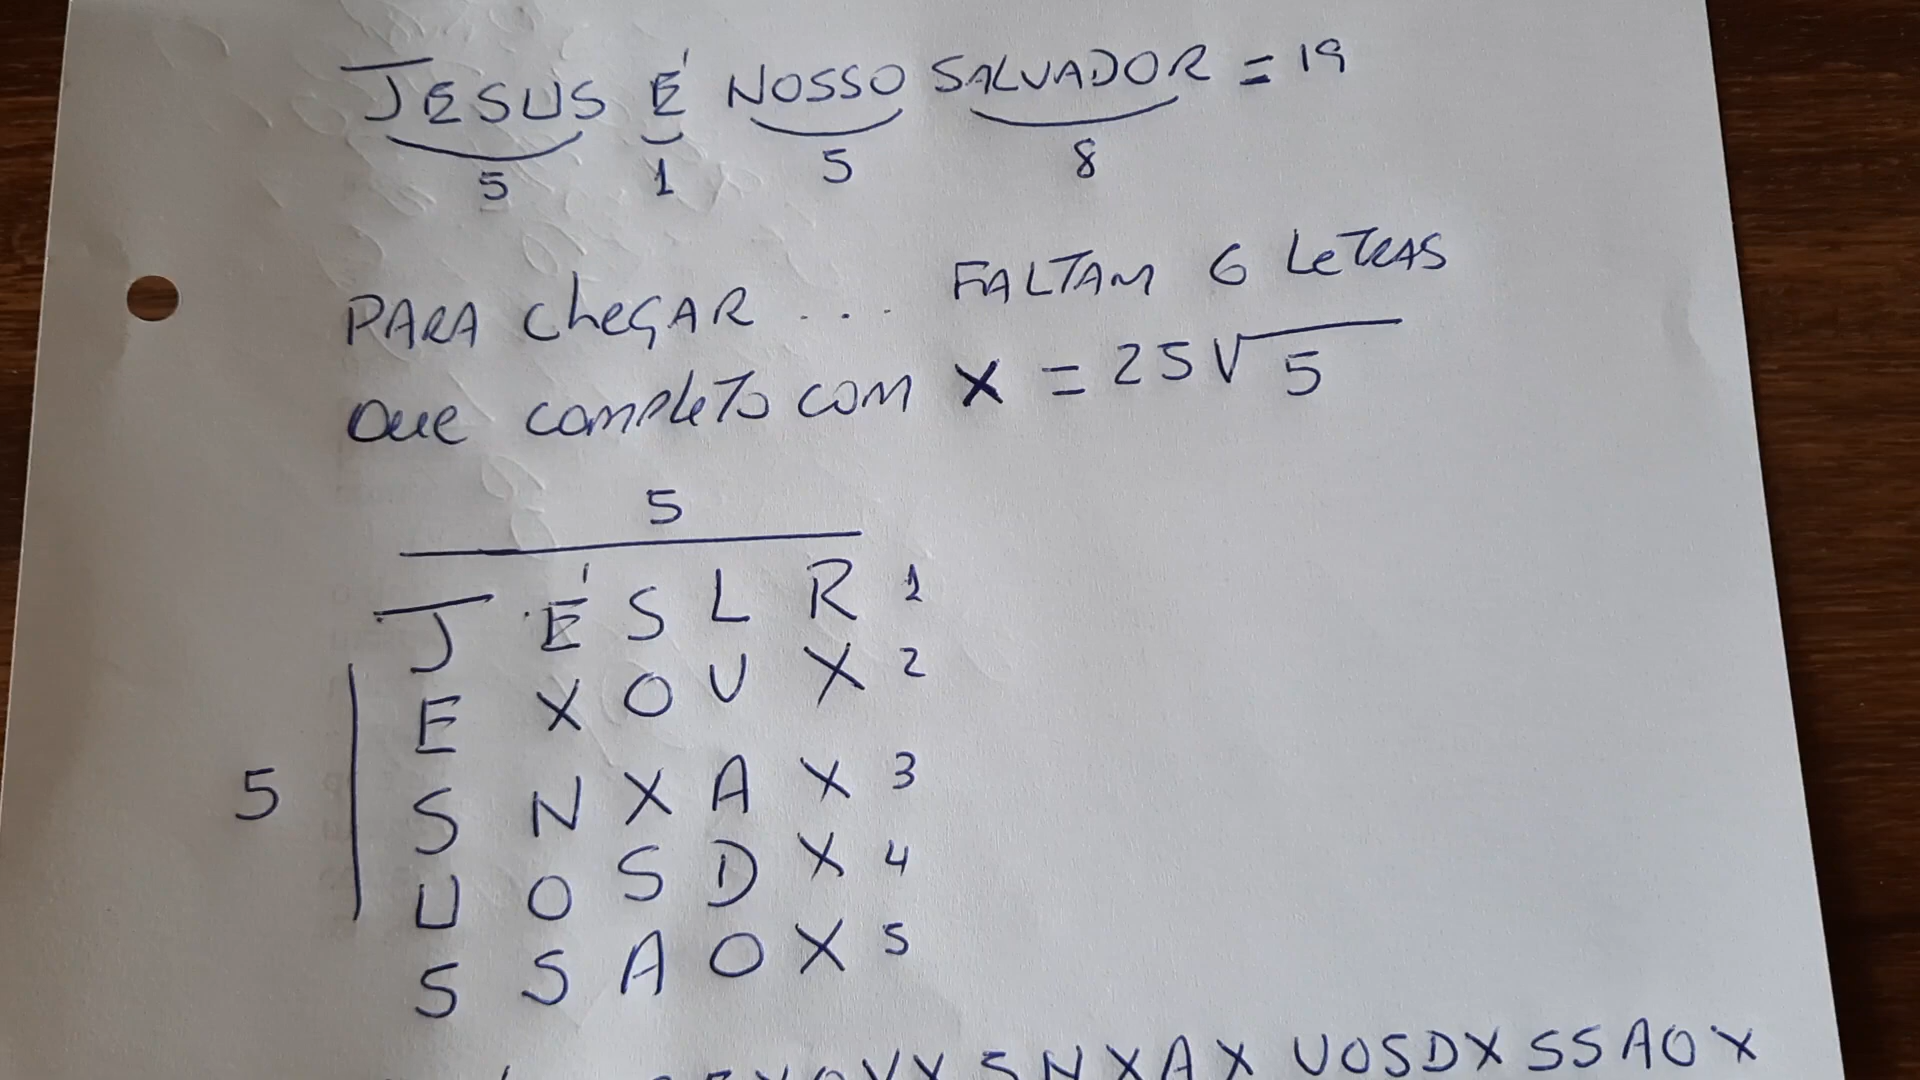 JESUS É NOSSO SALVADOR = 19
5 1 5 8
PARA chegAR ... FALTAM 6 LeTRAS
Que compleTo com X = 25√5
5
J É S L R 1
E X O V X 2
5
S N X A X 3
U O S D X 4
S S A O X 5
EXOVX SNXAX UOSDX SSAOX